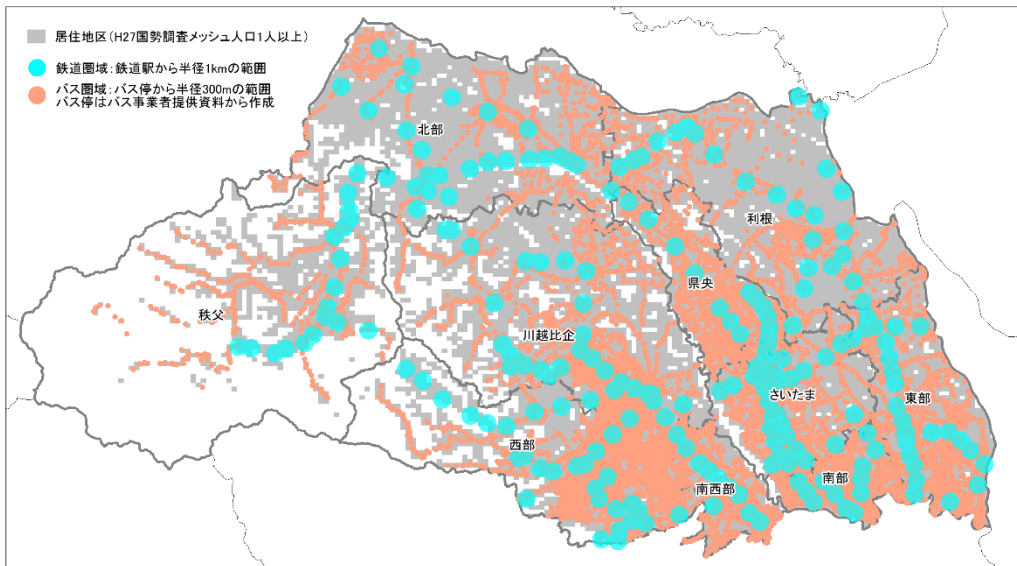 居住地区(H27国勢調査メッシュ人口1人以上)
鉄道圏域:鉄道駅から半径1kmの範囲
バス圏域:バス停から半径300mの範囲
バス停はバス事業者提供資料から作成
北部
利根
県央
秩父
川越比企
さいたま
東部
西部
南部
南西部